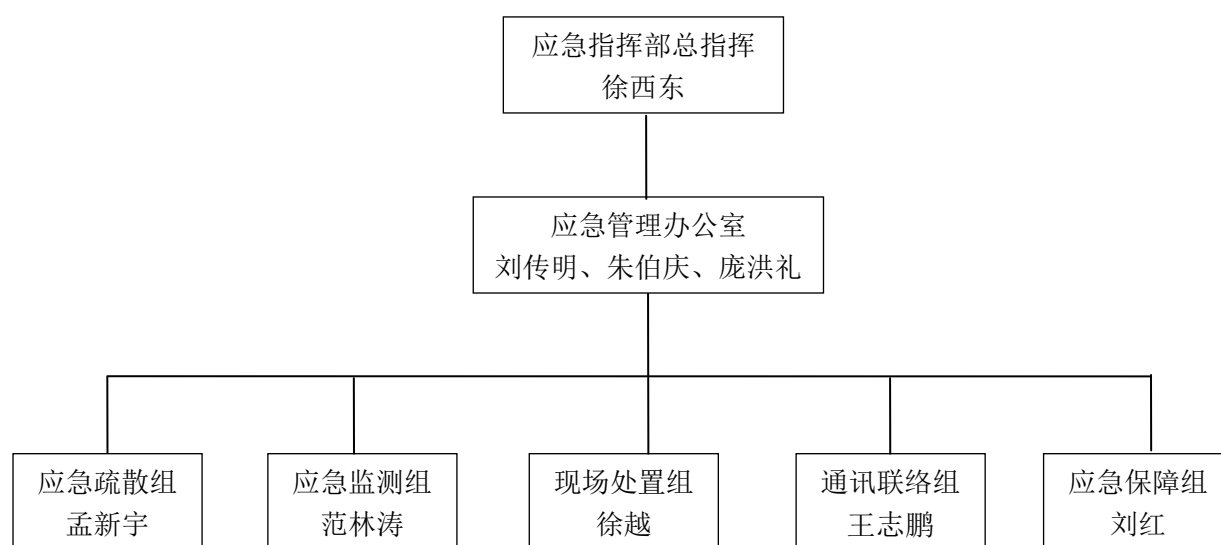 应急指挥部总指挥
徐西东
应急管理办公室
刘传明、朱伯庆、庞洪礼
应急疏散组
孟新宇
应急监测组
范林涛
现场处置组
徐越
通讯联络组
王志鹏
应急保障组
刘红